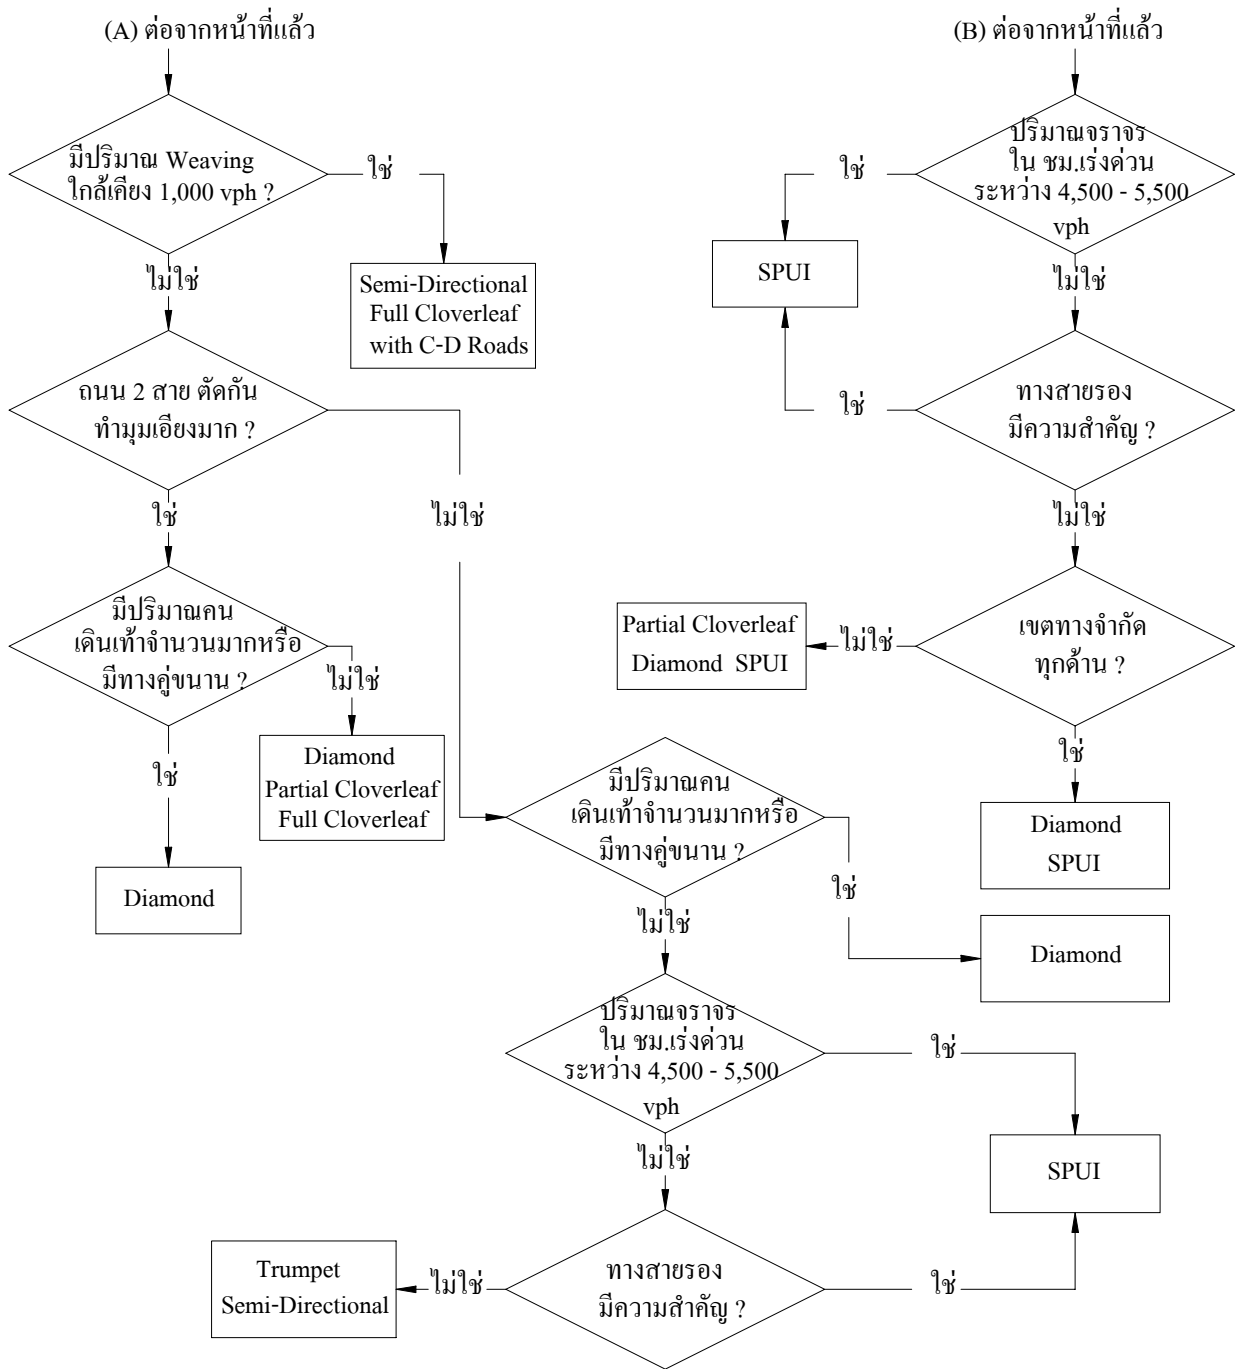 (A) ต่อจากหน้าที่แล้ว
มีปริมาณ Weaving
ใกล้เคียง 1,000 vph ?
ใช่
Semi-Directional
Full Cloverleaf
with C-D Roads
ไม่ใช่
ถนน 2 สาย ตัดกัน
ทำมุมเอียงมาก ?
ใช่
ไม่ใช่
มีปริมาณคน
เดินเท้าจำนวนมากหรือ
มีทางคู่ขนาน ?
ไม่ใช่
Diamond
Partial Cloverleaf
Full Cloverleaf
ใช่
Diamond
มีปริมาณคน
เดินเท้าจำนวนมากหรือ
มีทางคู่ขนาน ?
ใช่
Diamond
ไม่ใช่
ปริมาณจราจร
ใน ชม.เร่งด่วน
ระหว่าง 4,500 - 5,500
vph
ใช่
SPUI
ไม่ใช่
ทางสายรอง
มีความสำคัญ ?
ใช่
ไม่ใช่
Trumpet
Semi-Directional
(B) ต่อจากหน้าที่แล้ว
ปริมาณจราจร
ใน ชม.เร่งด่วน
ระหว่าง 4,500 - 5,500
vph
ใช่
SPUI
ไม่ใช่
ทางสายรอง
มีความสำคัญ ?
ใช่
ไม่ใช่
เขตทางจำกัด
ทุกด้าน ?
ไม่ใช่
Partial Cloverleaf
Diamond SPUI
ใช่
Diamond
SPUI